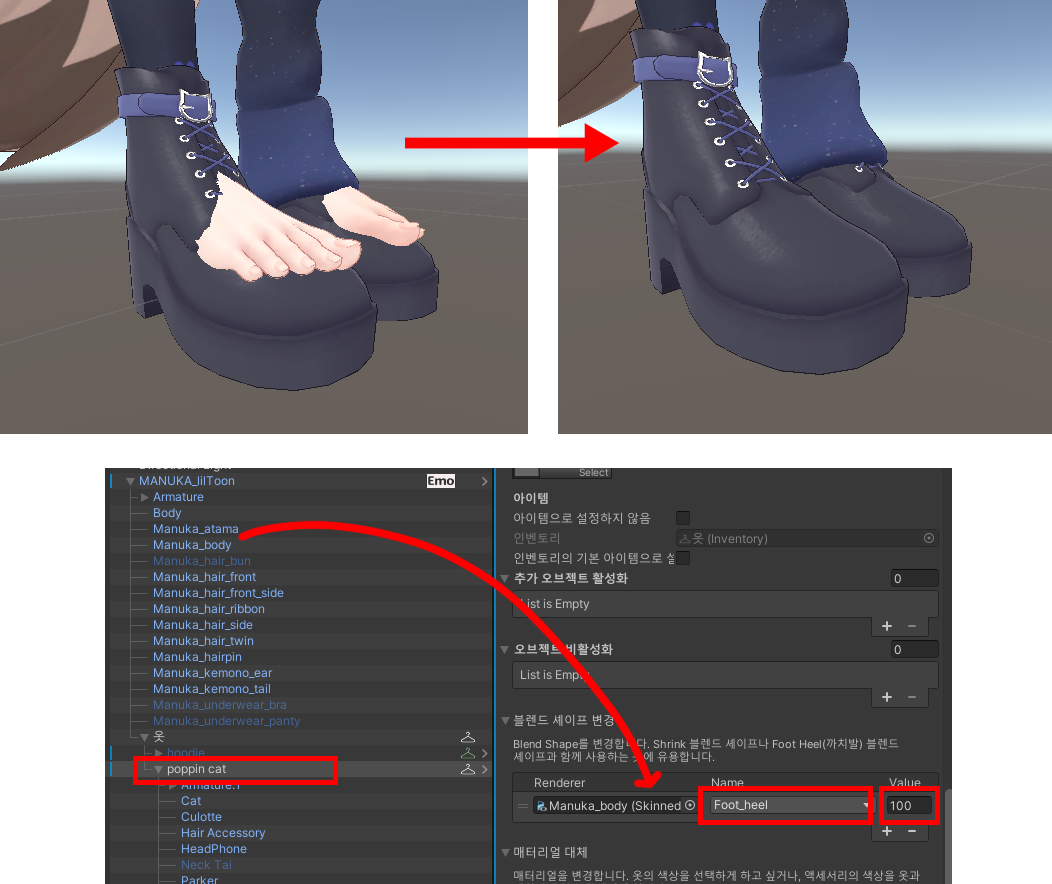 Select
MANUKA_lilToon
Emo
Armature
Body
Manuka_atama
Manuka_body
Manuka_hair_bun
Manuka_hair_front
Manuka_hair_front_side
Manuka_hair_ribbon
Manuka_hair_side
Manuka_hair_twin
Manuka_hairpin
Manuka_kemono_ear
Manuka_kemono_tail
Manuka_underwear_bra
Manuka_underwear_panty
옷
hoodie
poppin cat
Armature.1
Cat
Culotte
Hair Accessory
HeadPhone
Neck Tai
Parker
아이템
아이템으로 설정하지 않음
인벤토리
옷 (Inventory)
인벤토리의 기본 아이템으로 설
추가 오브젝트 활성화
0
List is Empty
+ −
오브젝트 비활성화
0
List is Empty
+ −
블렌드 셰이프 변경
Blend Shape를 변경합니다. Shrink 블렌드 셰이프나 Foot Heel(까치발) 블렌드
셰이프과 함께 사용하는 것에 유용합니다.
Renderer Name Value
Manuka_body (Skinned Foot_heel 100
+ −
매터리얼 대체
매터리얼을 변경합니다. 옷의 색상을 선택하게 하고 싶거나, 액세서리의 색상을 옷과